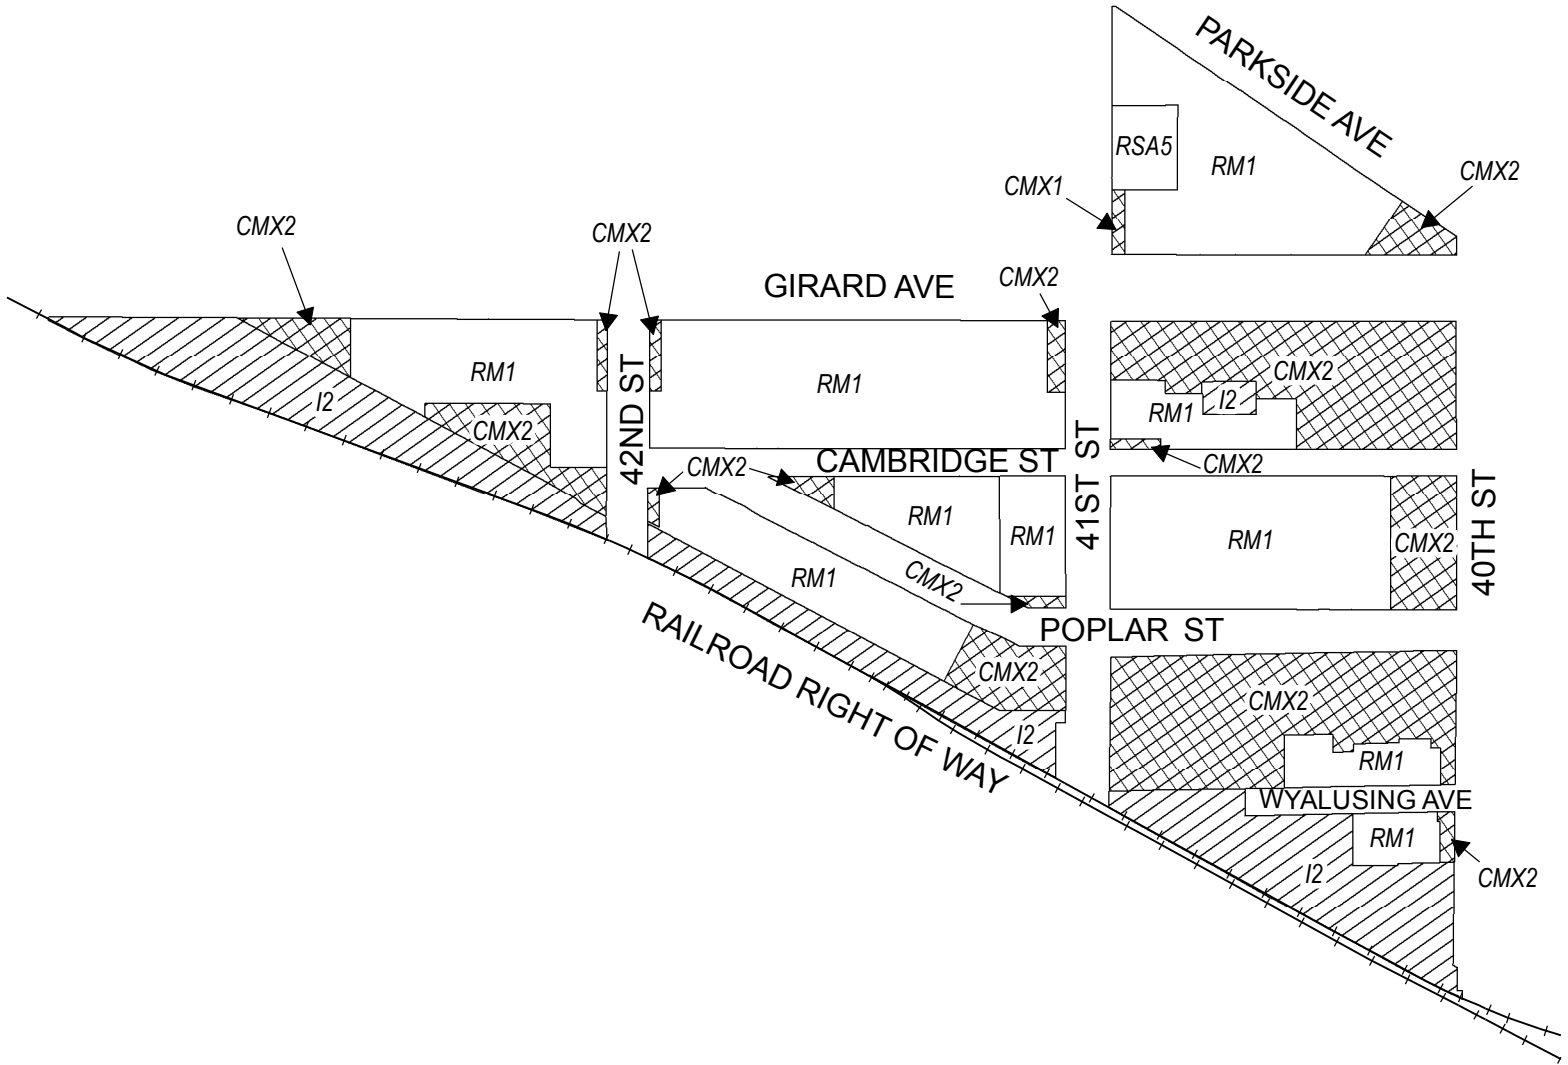 PARKSIDE AVE
RSA5
RM1
CMX1
CMX2
CMX2
CMX2
CMX2
GIRARD AVE
RM1
I2
CMX2
42ND ST
RM1
CMX2
RM1
I2
CMX2
CMX2
CAMBRIDGE ST
41ST ST
RM1
RM1
RM1
CMX2
40TH ST
RM1
CMX2
POPLAR ST
RAILROAD RIGHT OF WAY
CMX2
I2
CMX2
RM1
WYALUSING AVE
RM1
I2
CMX2